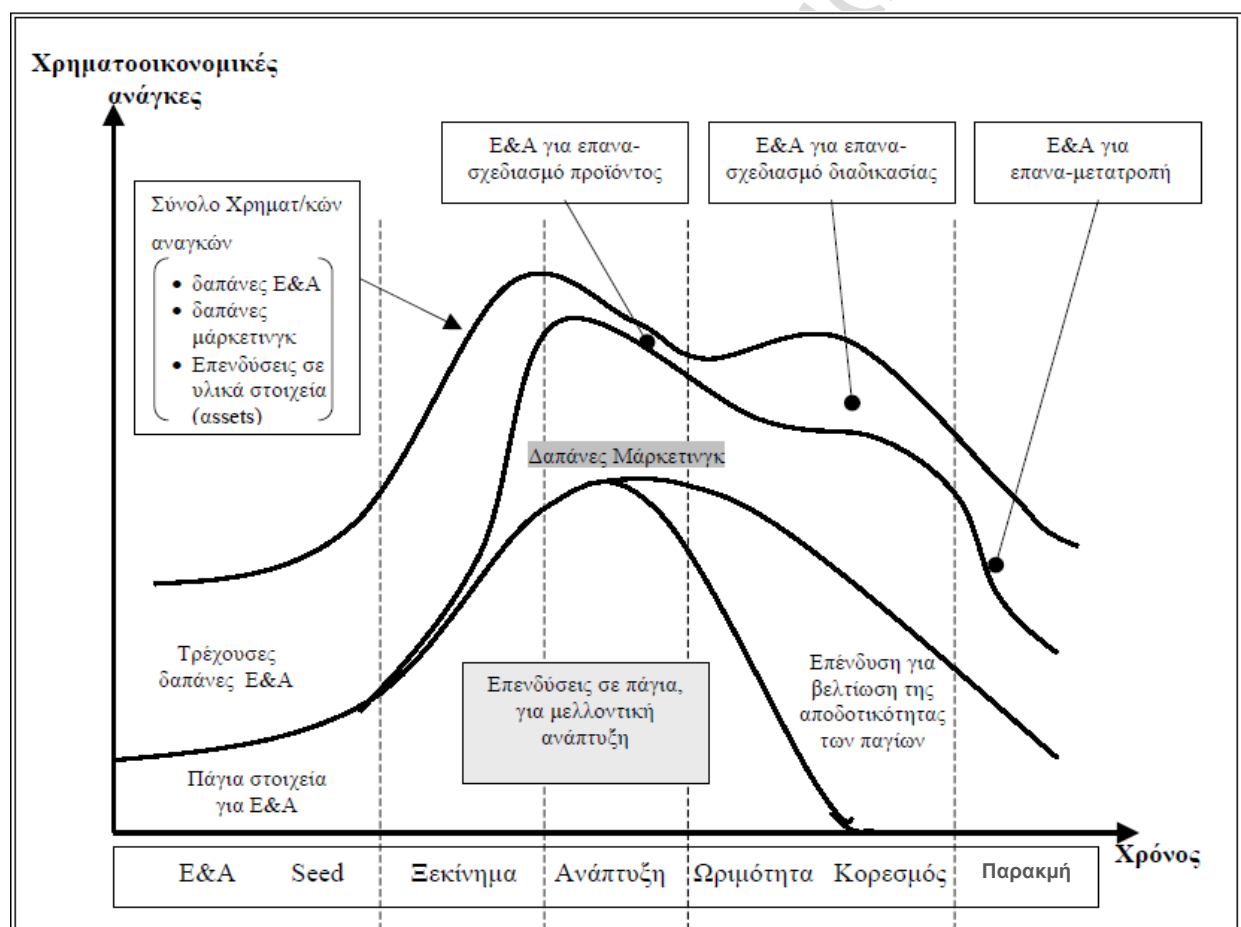 Χρηματοοικονομικές
ανάγκες
Ε&Α για επανα-
σχεδιασμό προϊόντος
Ε&Α για επανα-
σχεδιασμό διαδικασίας
Ε&Α για
επανα-μετατροπή
Σύνολο Χρηματ/κών
αναγκών
• δαπάνες Ε&Α
• δαπάνες
μάρκετινγκ
• Επενδύσεις σε
υλικά στοιχεία
(assets)
Δαπάνες Μάρκετινγκ
Τρέχουσες
δαπάνες Ε&Α
Επενδύσεις σε πάγια,
για μελλοντική
ανάπτυξη
Επένδυση για
βελτίωση της
αποδοτικότητας
των παγίων
Πάγια στοιχεία
για Ε&Α
Χρόνος
Ε&Α Seed Ξεκίνημα Ανάπτυξη Ωριμότητα Κορεσμός Παρακμή